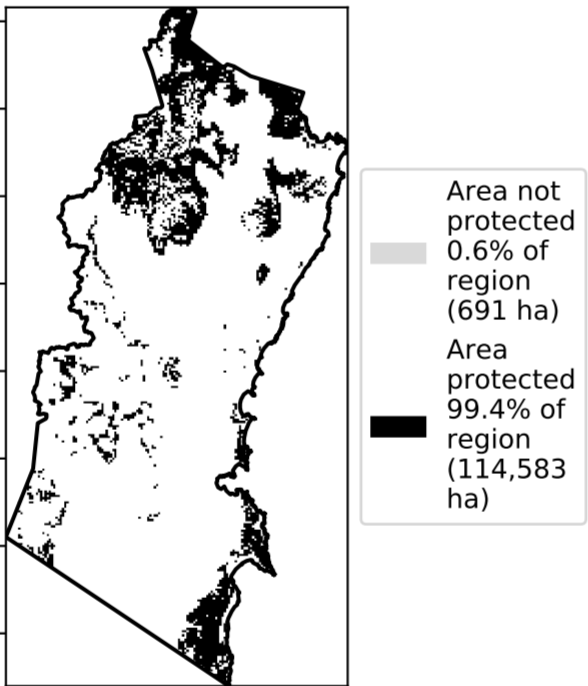 Area not
protected
0.6% of
region
(691 ha)
Area
protected
99.4% of
region
(114,583
ha)